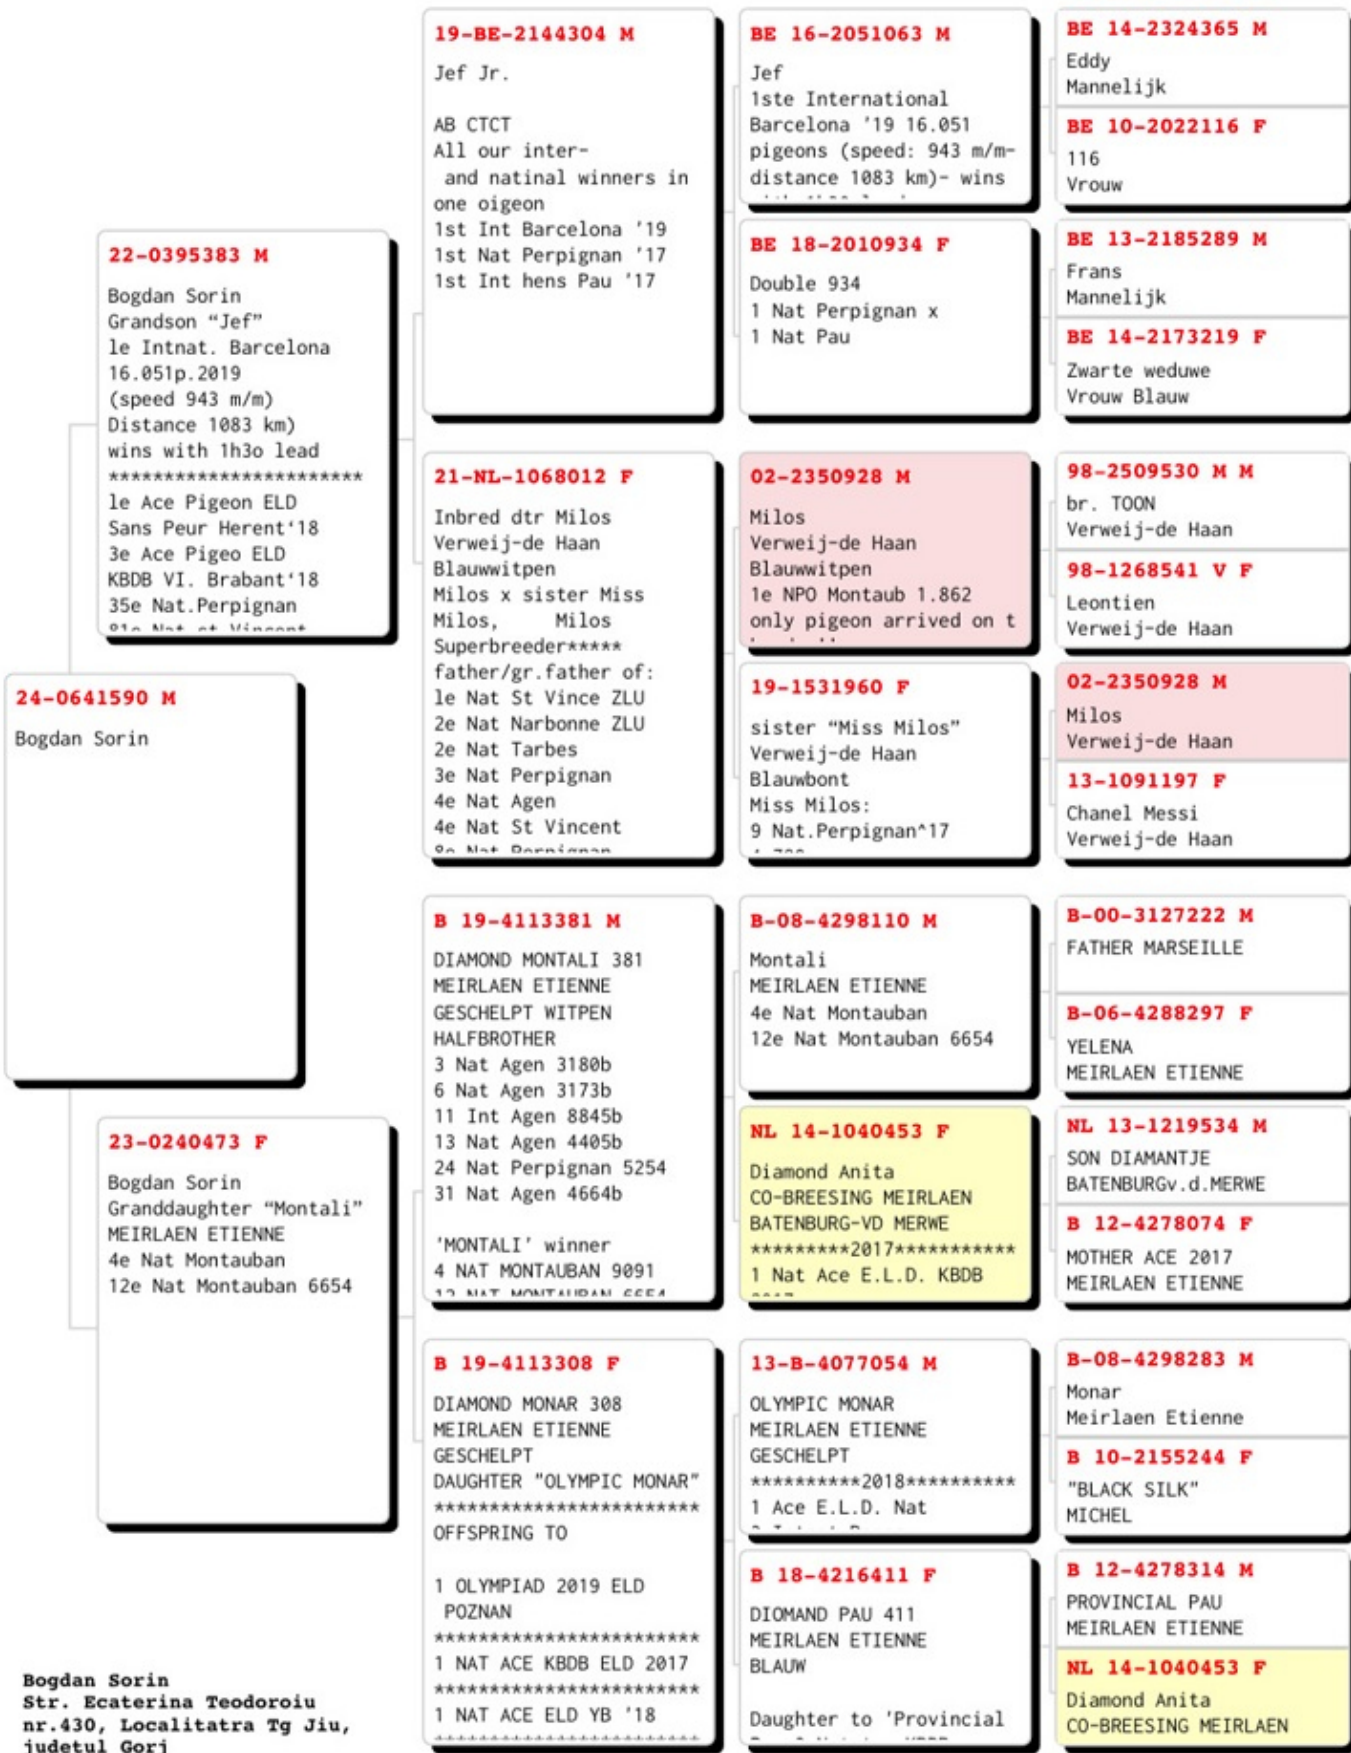 24-0641590 M
Bogdan Sorin
22-0395383 M
Bogdan Sorin
Grandson “Jef”
le Intnat. Barcelona
16.051p.2019
(speed 943 m/m)
Distance 1083 km)
wins with 1h3o lead
***********************
le Ace Pigeon ELD
Sans Peur Herent‘18
3e Ace Pigeo ELD
KBDB VI. Brabant‘18
35e Nat.Perpignan
81e Nat st Vincent
23-0240473 F
Bogdan Sorin
Granddaughter “Montali”
MEIRLAEN ETIENNE
4e Nat Montauban
12e Nat Montauban 6654
19-BE-2144304 M
Jef Jr.
AB CTCT
All our inter-
and natinal winners in
one oigeon
1st Int Barcelona '19
1st Nat Perpignan '17
1st Int hens Pau '17
21-NL-1068012 F
Inbred dtr Milos
Verweij-de Haan
Blauwwitpen
Milos x sister Miss
Milos,     Milos
Superbreeder*****
father/gr.father of:
le Nat St Vince ZLU
2e Nat Narbonne ZLU
2e Nat Tarbes
3e Nat Perpignan
4e Nat Agen
4e Nat St Vincent
8e Nat Perpignan
B 19-4113381 M
DIAMOND MONTALI 381
MEIRLAEN ETIENNE
GESCHELPT WITPEN
HALFBROTHER
3 Nat Agen 3180b
6 Nat Agen 3173b
11 Int Agen 8845b
13 Nat Agen 4405b
24 Nat Perpignan 5254
31 Nat Agen 4664b
'MONTALI' winner
4 NAT MONTAUBAN 9091
12 NAT MONTAUBAN 6654
B 19-4113308 F
DIAMOND MONAR 308
MEIRLAEN ETIENNE
GESCHELPT
DAUGHTER "OLYMPIC MONAR"
************************
OFFSPRING TO
1 OLYMPIAD 2019 ELD
POZNAN
************************
1 NAT ACE KBDB ELD 2017
************************
1 NAT ACE ELD YB '18
************************
BE 16-2051063 M
Jef
1ste International
Barcelona '19 16.051
pigeons (speed: 943 m/m-
distance 1083 km)- wins
BE 18-2010934 F
Double 934
1 Nat Perpignan x
1 Nat Pau
02-2350928 M
Milos
Verweij-de Haan
Blauwwitpen
1e NPO Montaub 1.862
only pigeon arrived on t
19-1531960 F
sister “Miss Milos”
Verweij-de Haan
Blauwbont
Miss Milos:
9 Nat.Perpignan^17
B-08-4298110 M
Montali
MEIRLAEN ETIENNE
4e Nat Montauban
12e Nat Montauban 6654
NL 14-1040453 F
Diamond Anita
CO-BREESING MEIRLAEN
BATENBURG-VD MERWE
*********2017***********
1 Nat Ace E.L.D. KBDB
13-B-4077054 M
OLYMPIC MONAR
MEIRLAEN ETIENNE
GESCHELPT
**********2018**********
1 Ace E.L.D. Nat
B 18-4216411 F
DIOMAND PAU 411
MEIRLAEN ETIENNE
BLAUW
Daughter to 'Provincial
BE 14-2324365 M
Eddy
Mannelijk
BE 10-2022116 F
116
Vrouw
BE 13-2185289 M
Frans
Mannelijk
BE 14-2173219 F
Zwarte weduwe
Vrouw Blauw
98-2509530 M M
br. TOON
Verweij-de Haan
98-1268541 V F
Leontien
Verweij-de Haan
02-2350928 M
Milos
Verweij-de Haan
13-1091197 F
Chanel Messi
Verweij-de Haan
B-00-3127222 M
FATHER MARSEILLE
B-06-4288297 F
YELENA
MEIRLAEN ETIENNE
NL 13-1219534 M
SON DIAMANTJE
BATENBURGv.d.MERWE
B 12-4278074 F
MOTHER ACE 2017
MEIRLAEN ETIENNE
B-08-4298283 M
Monar
Meirlaen Etienne
B 10-2155244 F
"BLACK SILK"
MICHEL
B 12-4278314 M
PROVINCIAL PAU
MEIRLAEN ETIENNE
NL 14-1040453 F
Diamond Anita
CO-BREESING MEIRLAEN
Bogdan Sorin
Str. Ecaterina Teodoroiu
nr.430, Localitatra Tg Jiu,
judetul Gorj